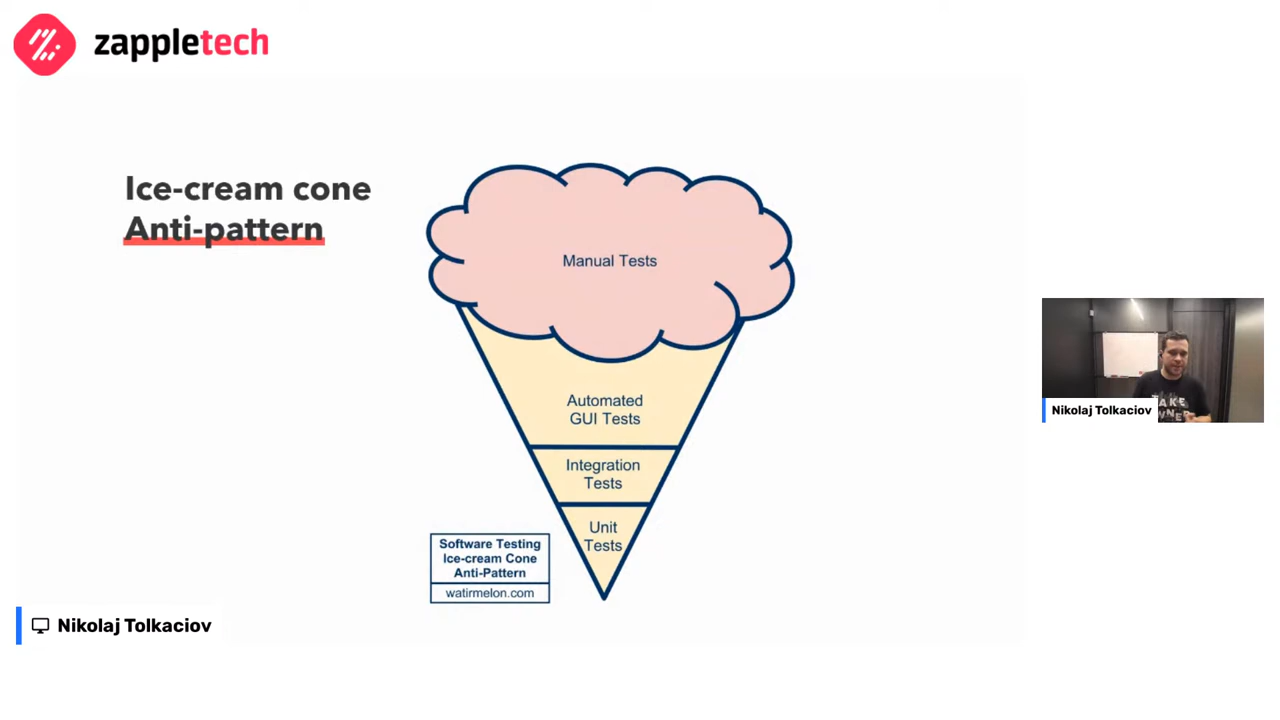 zappletech
Ice-cream cone
Anti-pattern
Manual Tests
Automated
GUI Tests
Integration
Tests
Unit
Tests
Software Testing
Ice-cream Cone
Anti-Pattern
watirmelon.com
Nikolaj Tolkaciov
TAKE
Nikolaj Tolkaciov